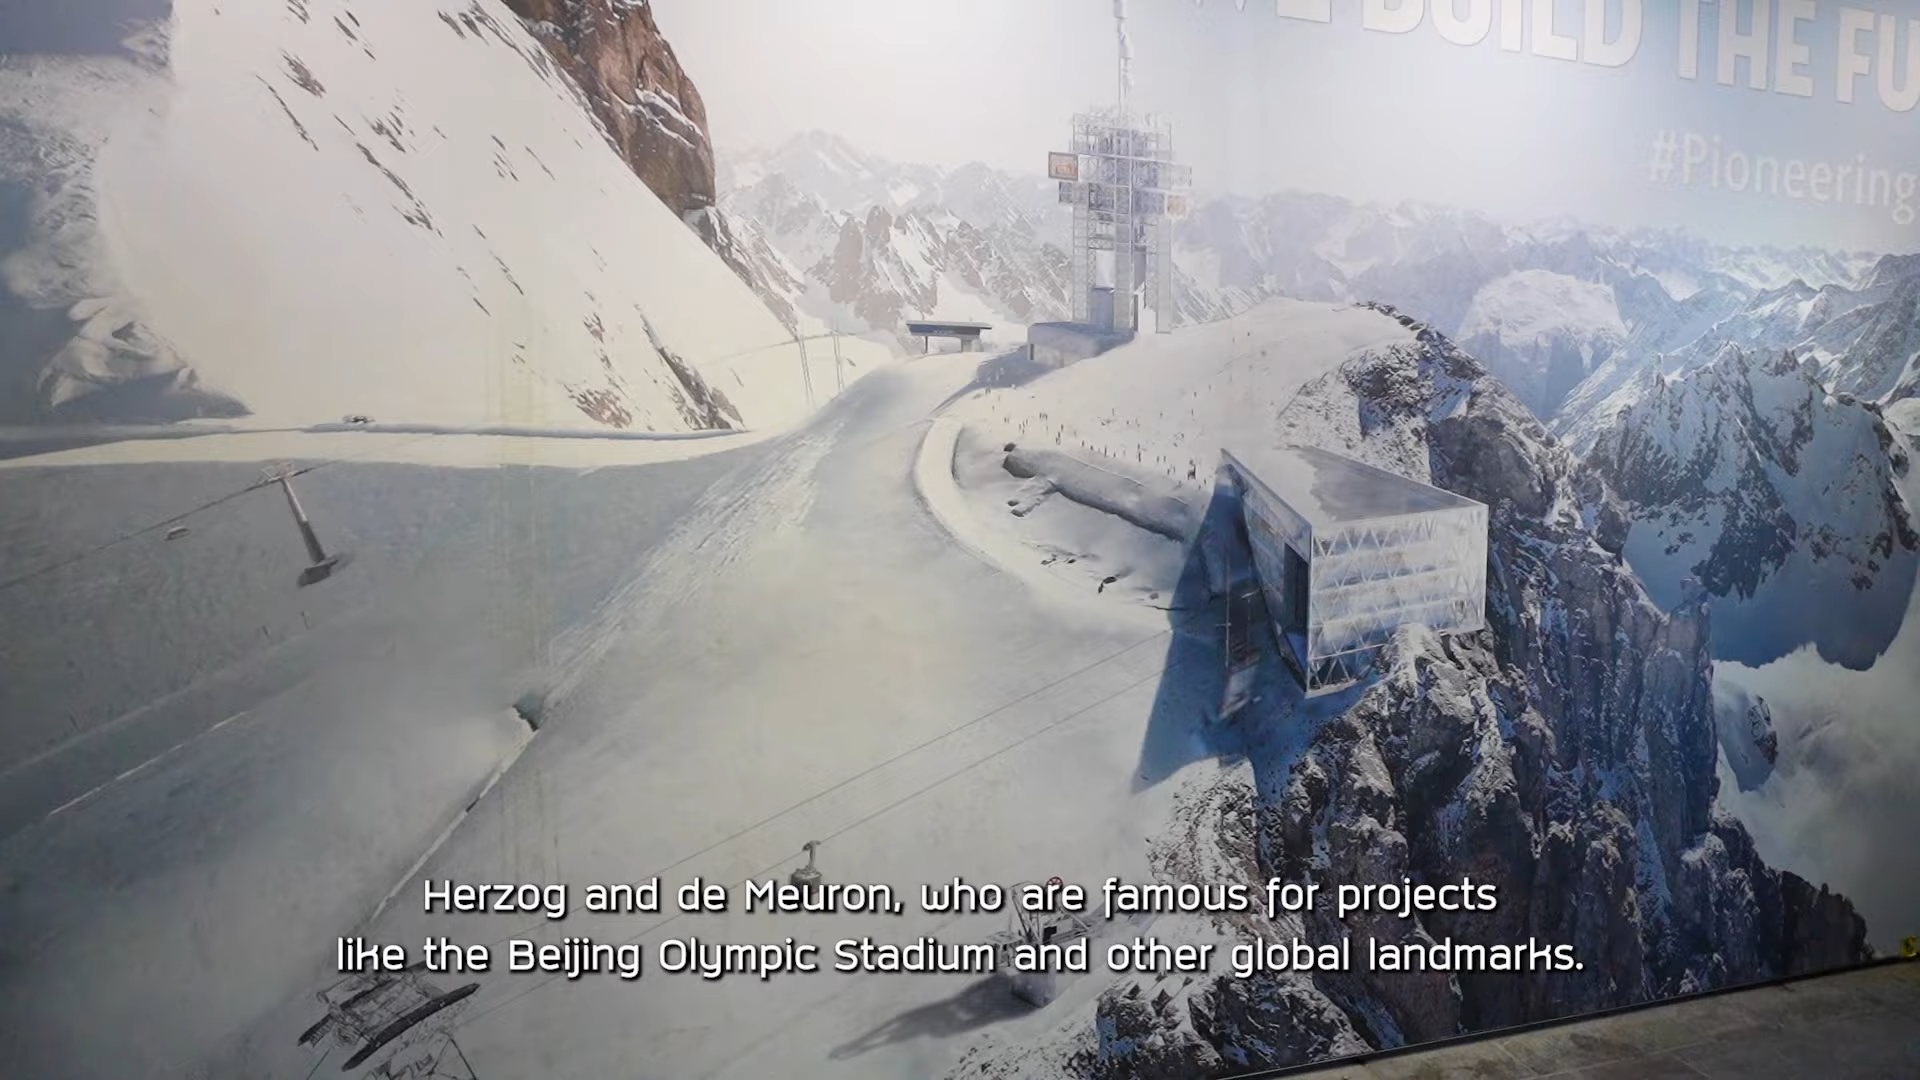 WE BUILD THE FU
#Pioneering
Herzog and de Meuron, who are famous for projects
like the Beijing Olympic Stadium and other global landmarks.